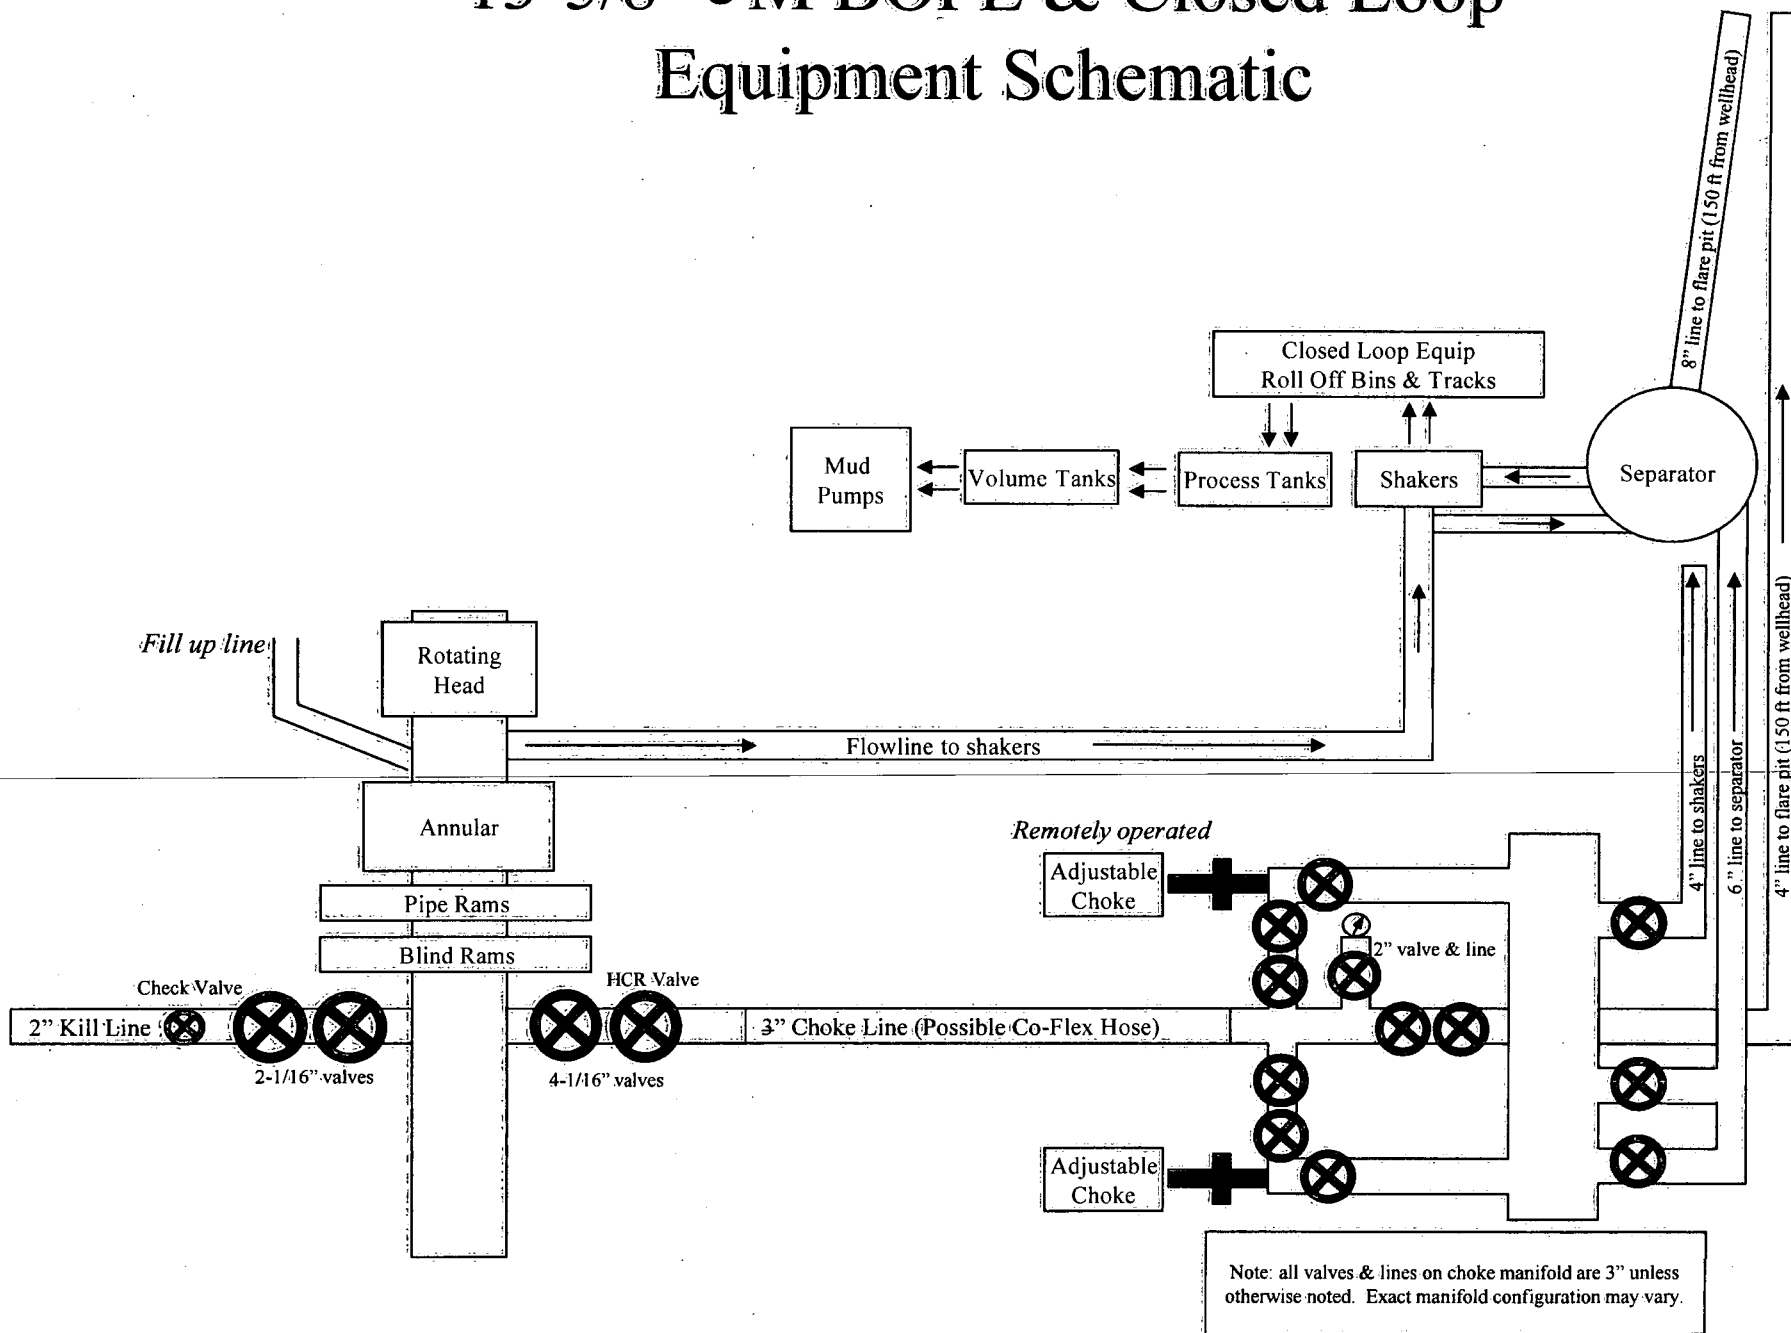 & Closed Loop
Equipment Schematic
8” line to flare pit (150 ft from wellhead)
Closed Loop Equip
Roll Off Bins & Tracks
Mud
Pumps
Volume Tanks
Process Tanks
Shakers
Separator
Fill up line
Rotating
Head
Flowline to shakers
4” line to shakers
6” line to separator
4” line to flare pit (150 ft from wellhead)
Annular
Remotely operated
Adjustable
Choke
Pipe Rams
Blind Rams
2” valve & line
Check Valve
HCR Valve
2” Kill Line
3” Choke Line (Possible Co-Flex Hose)
2-1/16” valves
4-1/16” valves
Adjustable
Choke
Note: all valves & lines on choke manifold are 3” unless
otherwise noted. Exact manifold configuration may vary.